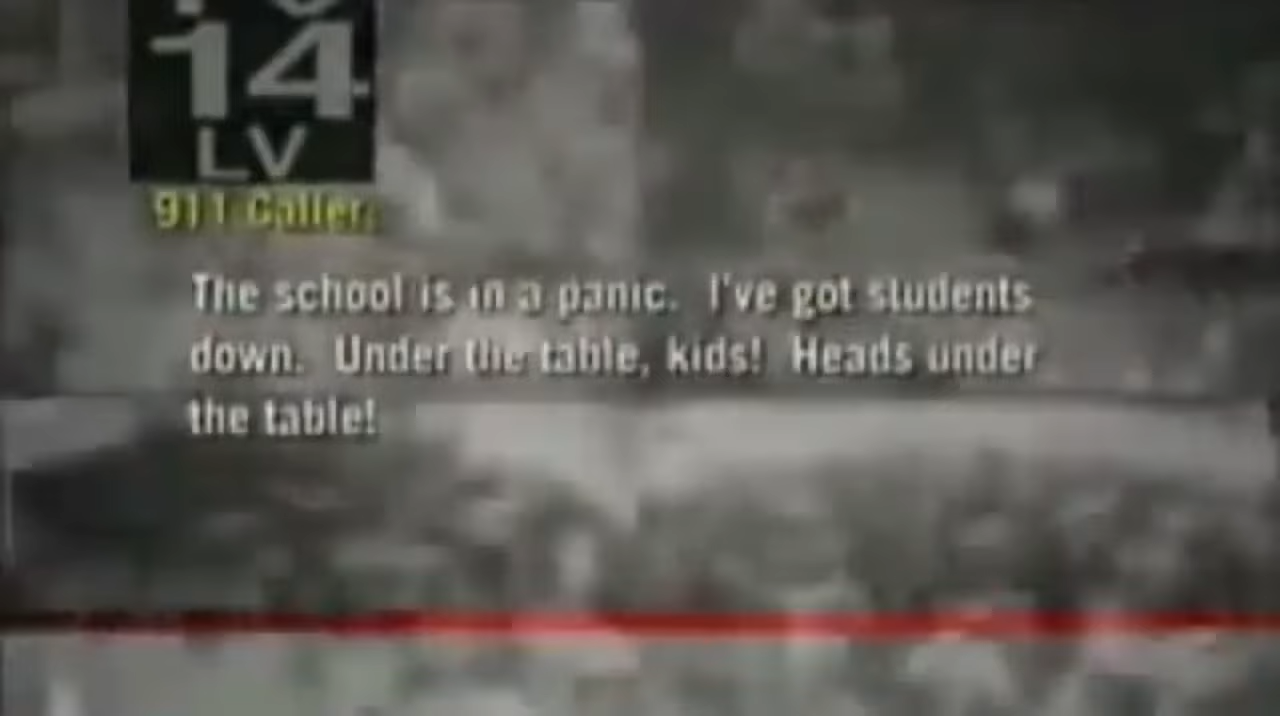 14
LV
911 Caller:
The school is in a panic. I've got students
down. Under the table, kids! Heads under
the table!